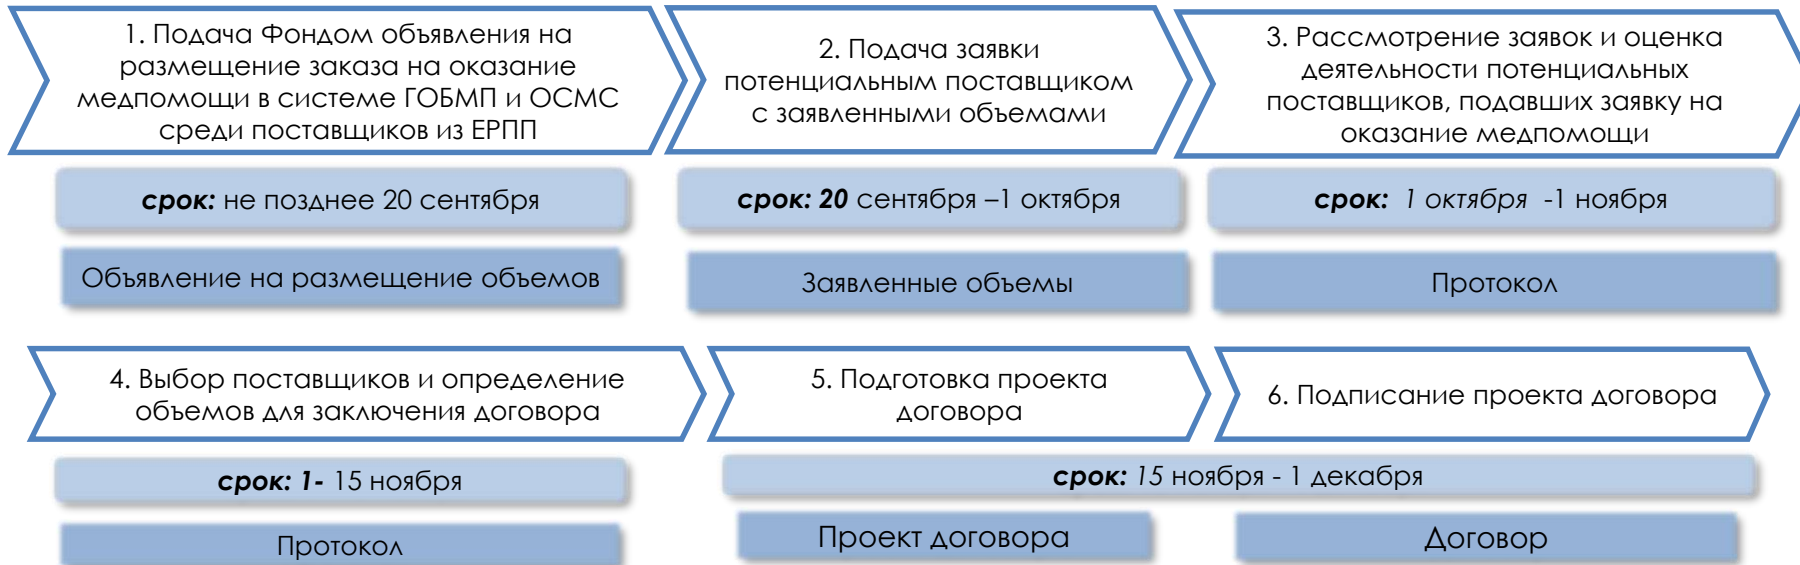 1. Подача Фондом объявления на
размещение заказа на оказание
медпомощи в системе ГОБМП и ОСМС
среди поставщиков из ЕРПП
2. Подача заявки
потенциальным поставщиком
с заявленными объемами
3. Рассмотрение заявок и оценка
деятельности потенциальных
поставщиков, подавших заявку на
оказание медпомощи
срок: не позднее 20 сентября
срок: 20 сентября –1 октября
срок: 1 октября -1 ноября
Объявление на размещение объемов
Заявленные объемы
Протокол
4. Выбор поставщиков и определение
объемов для заключения договора
5. Подготовка проекта
договора
6. Подписание проекта договора
срок: 1- 15 ноября
срок: 15 ноября - 1 декабря
Протокол
Проект договора
Договор